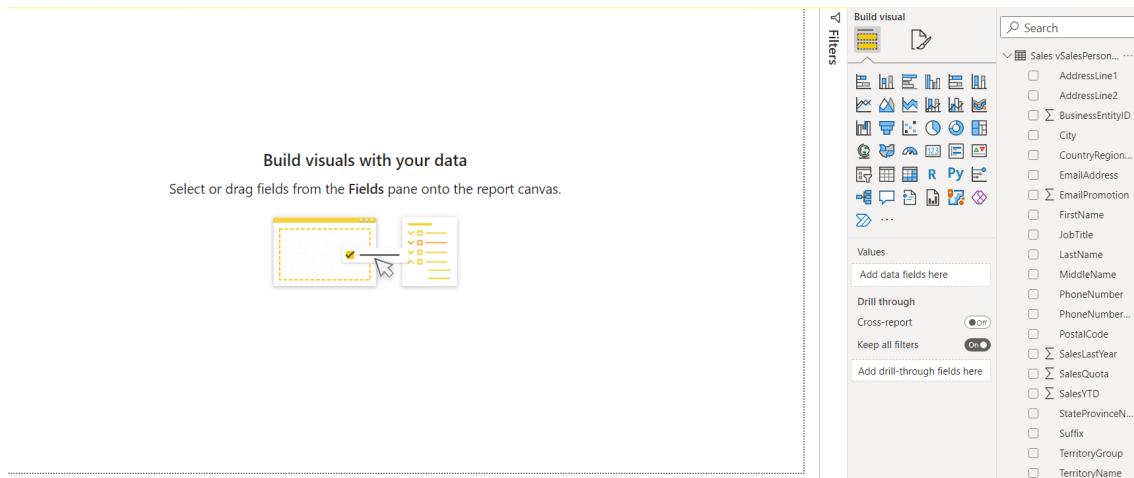 Build visuals with your data
Select or drag fields from the Fields pane onto the report canvas.
Filters
Build visual
123
R
Py
Values
Add data fields here
Drill through
Cross-report
Off
Keep all filters
On
Add drill-through fields here
Search
Sales vSalesPerson...
AddressLine1
AddressLine2
BusinessEntityID
City
CountryRegion...
EmailAddress
EmailPromotion
FirstName
JobTitle
LastName
MiddleName
PhoneNumber
PhoneNumber...
PostalCode
SalesLastYear
SalesQuota
SalesYTD
StateProvinceN...
Suffix
TerritoryGroup
TerritoryName